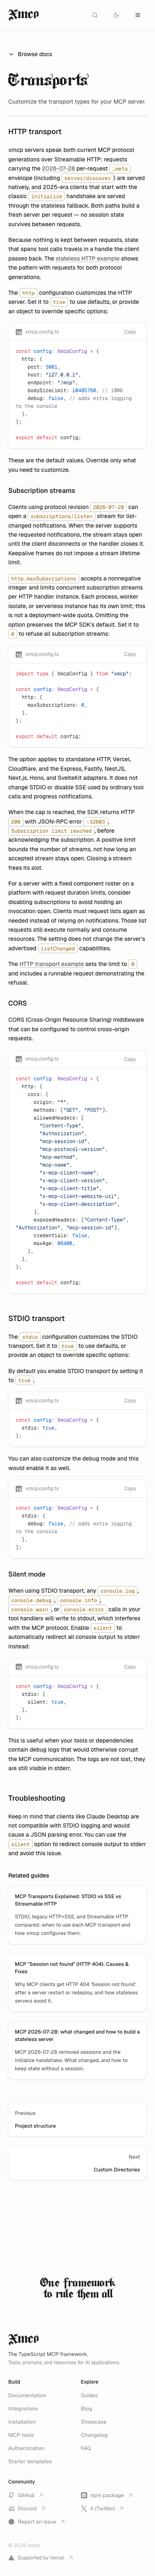 xmcp
Browse docs
Transports
Customize the transport types for your MCP server.
HTTP transport
xmcp servers speak both current MCP protocol
generations over Streamable HTTP: requests
carrying the 2026-07-28 per-request _meta
envelope (including server/discover) are served
natively, and 2025-era clients that start with the
classic initialize handshake are served
through the stateless fallback. Both paths build a
fresh server per request — no session state
survives between requests.
Because nothing is kept between requests, state
that spans tool calls travels in a handle the client
passes back. The stateless HTTP example shows
the pattern with requests for both protocol
generations.
The http configuration customizes the HTTP
server. Set it to true to use defaults, or provide
an object to override specific options:
xmcp.config.ts
Copy
const config: XmcpConfig = {
http: {
port: 3001,
host: "127.0.0.1",
endpoint: "/mcp",
bodySizeLimit: 10485760, // 10MB
debug: false, // adds extra logging
to the console
},
};
export default config;
These are the default values. Override only what
you need to customize.
Subscription streams
Clients using protocol revision 2026-07-28 can
open a subscriptions/listen stream for list-
changed notifications. After acknowledging
the requested notifications, the stream stays open
until the client disconnects or the host closes it.
Keepalive frames do not impose a stream lifetime
limit.
http.maxSubscriptions accepts a nonnegative
integer and limits concurrent subscription streams
per HTTP handler instance. Each process, worker
isolate, or serverless instance has its own limit; this
is not a deployment-wide quota. Omitting the
option preserves the MCP SDK's default. Set it to
0 to refuse all subscription streams:
xmcp.config.ts
Copy
import type { XmcpConfig } from "xmcp";
const config: XmcpConfig = {
http: {
maxSubscriptions: 0,
},
};
export default config;
The option applies to standalone HTTP, Vercel,
Cloudflare, and the Express, Fastify, NestJS,
Next.js, Hono, and Nuxt adapters. It does not
change STDIO or disable SSE used by ordinary tool
calls and progress notifications.
When the cap is reached, the SDK returns HTTP
200 with JSON-RPC error -32603,
Subscription limit reached, before
acknowledging the subscription. A positive limit
bounds the number of streams, not how long an
accepted stream stays open. Closing a stream
frees its slot.
For a server with a fixed component roster or on a
platform with request duration limits, consider
disabling subscriptions to avoid holding an
invocation open. Clients must request lists again as
needed instead of relying on live notifications. The
first refused stream still consumes one request;
normal requests still run and may allocate
resources. The setting does not change the server's
advertised listChanged capabilities.
The HTTP transport example sets the limit to 0
and includes a runnable request demonstrating the
refusal.
CORS
CORS (Cross-Origin Resource Sharing) middleware
that can be configured to control cross-origin
requests.
xmcp.config.ts
Copy
const config: XmcpConfig = {
http: {
cors: {
origin: "*",
methods: ["GET", "POST"],
allowedHeaders: [
"Content-Type",
"Authorization",
"mcp-session-id",
"mcp-protocol-version",
"mcp-method",
"mcp-name",
"x-mcp-client-name",
"x-mcp-client-version",
"x-mcp-client-title",
"x-mcp-client-website-url",
"x-mcp-client-description",
],
exposedHeaders: ["Content-Type",
"Authorization", "mcp-session-id"],
credentials: false,
maxAge: 86400,
},
},
};
export default config;
STDIO transport
The stdio configuration customizes the STDIO
transport. Set it to true to use defaults, or
provide an object to override specific options:
By default you enable STDIO transport by setting it
to true.
xmcp.config.ts
Copy
const config: XmcpConfig = {
stdio: true,
};
You can also customize the debug mode and this
would enable it as well.
xmcp.config.ts
Copy
const config: XmcpConfig = {
stdio: {
debug: false, // adds extra logging
to the console
},
};
Silent mode
When using STDIO transport, any console.log,
console.debug, console.info,
console.warn, or console.error calls in your
components will write to stdout, which interferes
with the MCP protocol. Enable silent to
automatically redirect all console output to stderr
instead:
xmcp.config.ts
Copy
const config: XmcpConfig = {
stdio: {
silent: true,
},
};
This is useful when your tools or dependencies
contain debug logs that would otherwise corrupt
the MCP communication. The logs are not lost, they
are still visible in stderr.
Troubleshooting
Keep in mind that clients like Claude Desktop are
not compatible with STDIO logging and would
cause a JSON parsing error. You can use the
silent option to redirect console output to stderr
and avoid this issue.
Related guides
MCP Transports Explained: STDIO vs SSE vs
Streamable HTTP
STDIO, legacy HTTP+SSE, and Streamable HTTP
compared: when to use each MCP transport and
how xmcp configures them.
MCP "Session not found" (HTTP 404): Causes &
Fixes
Why MCP clients get HTTP 404 'Session not found'
after a server restart or redeploy, and how stateless
servers avoid it.
MCP 2026-07-28: what changed and how to build a
stateless server
MCP 2026-07-28 removed sessions and the
initialize handshake. What changed, and how to
keep state without a session.
Previous
Project structure
Next
Custom Directories
One framework
to rule them all
xmcp
The TypeScript MCP framework.
Tools, prompts, and resources for AI applications.
Build
Explore
Documentation
Guides
Integrations
Blog
Installation
Showcase
MCP tools
Changelog
Authentication
FAQ
Starter templates
Community
GitHub
npm package
Discord
X (Twitter)
Report an issue
© 2026 xmcp
Supported by Vercel